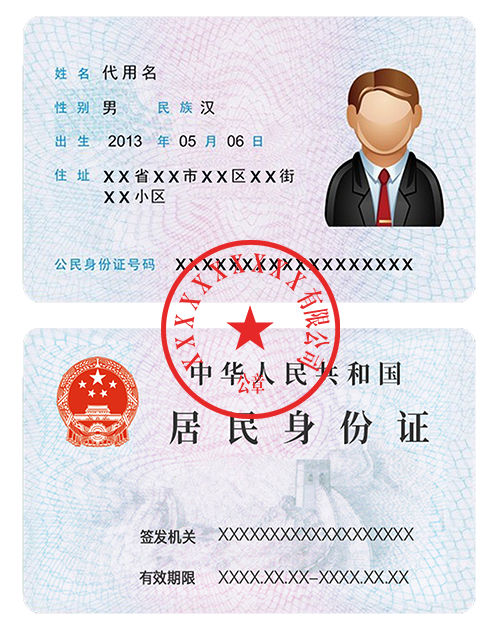 姓名 代用名
性别 男 民族 汉
出生 2013 年 05 月 06 日
住址 XX省XX市XX区XX街
XX小区
公民身份证号码 XXXXXXXXXXXXXXXXXX
XXXXXXXXXX有限公司
公章
中华人民共和国
居民身份证
签发机关 XXXXXXXXXXXXXXXXXXX
有效期限 XXXX.XX.XX-XXXX.XX.XX